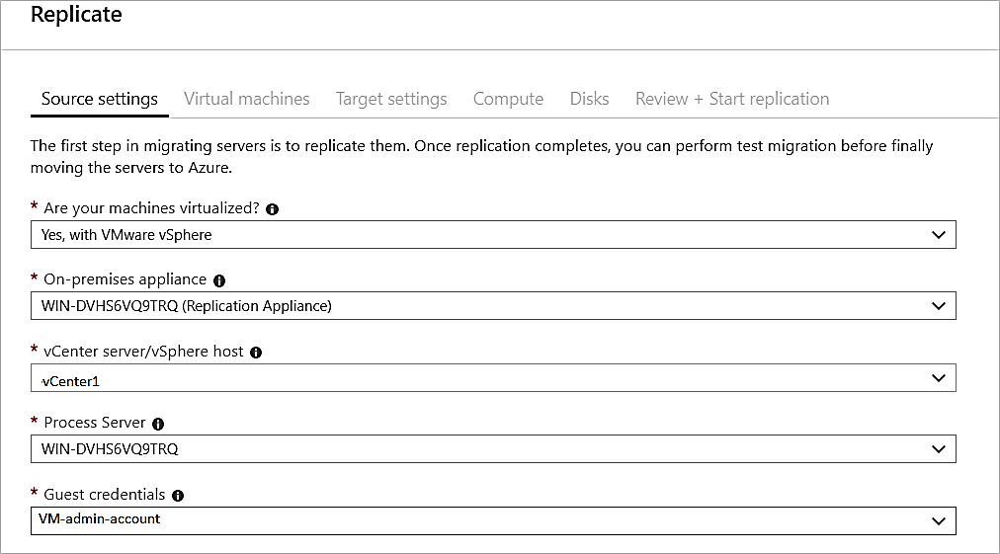 Replicate
Source settings Virtual machines Target settings Compute Disks Review + Start replication
The first step in migrating servers is to replicate them. Once replication completes, you can perform test migration before finally
moving the servers to Azure.
* Are your machines virtualized?
Yes, with VMware vSphere
* On-premises appliance
WIN-DVHS6VQ9TRQ (Replication Appliance)
* vCenter server/vSphere host
vCenter1
* Process Server
WIN-DVHS6VQ9TRQ
* Guest credentials
VM-admin-account